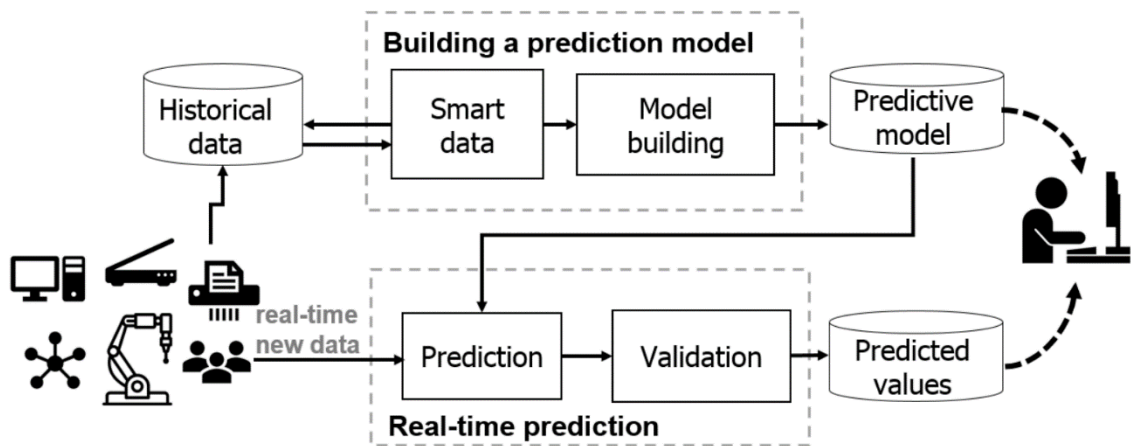 Building a prediction model
Historical
data
Smart
data
Model
building
Predictive
model
real-time
new data
Prediction
Validation
Predicted
values
Real-time prediction